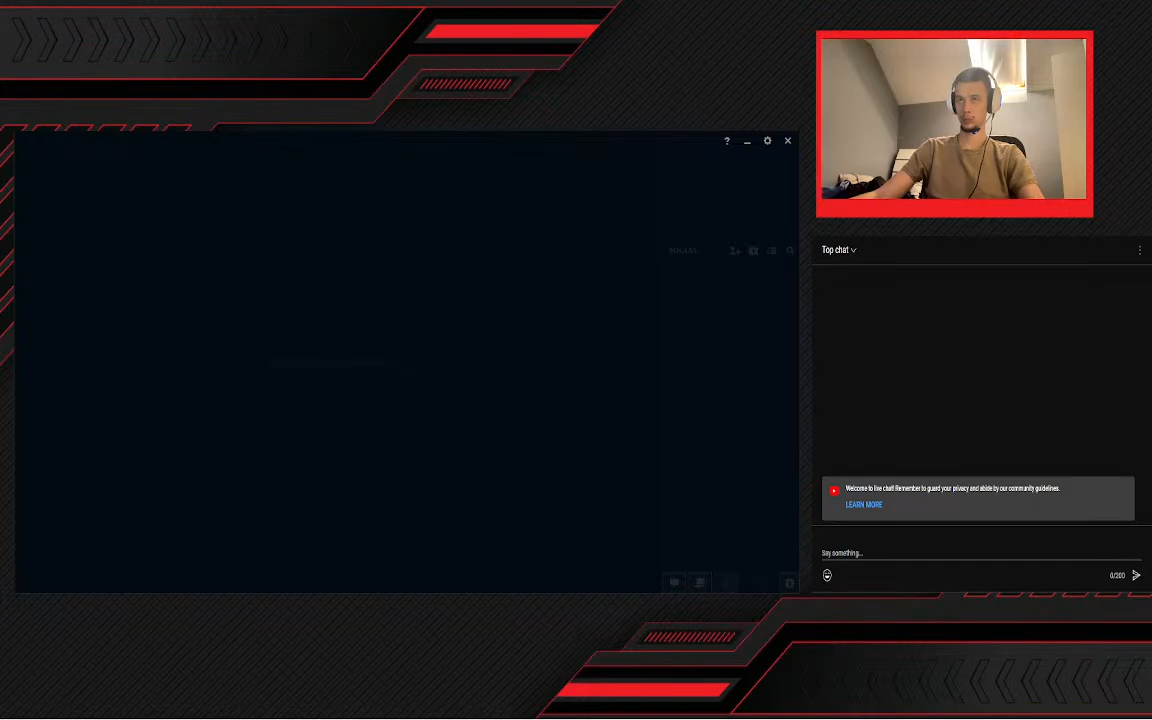 ?
SOCIAL
Top chat
Welcome to live chat! Remember to guard your privacy and abide by our community guidelines.
LEARN MORE
Say something...
0/200